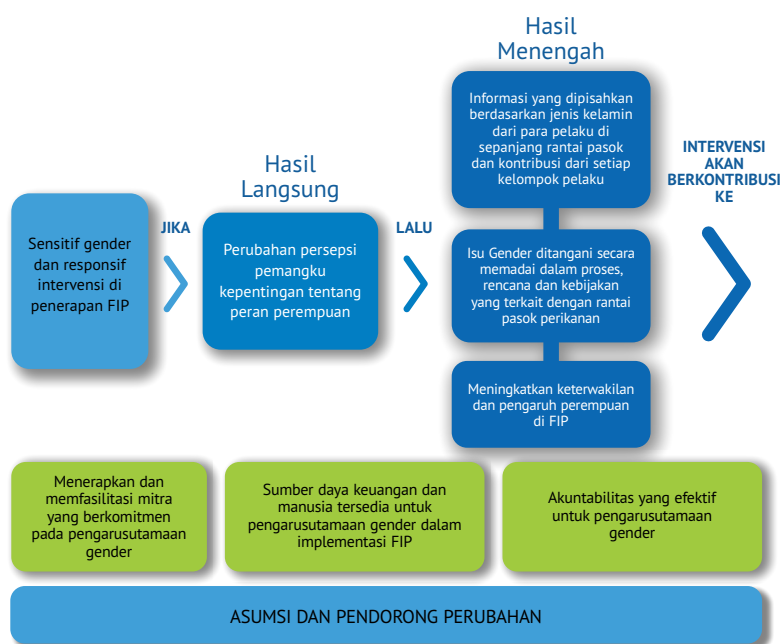 Sensitif gender
dan responsif
intervensi di
penerapan FIP
JIKA
Hasil
Langsung
Perubahan persepsi
pemangku
kepentingan tentang
peran perempuan
LALU
Hasil
Menengah
Informasi yang dipisahkan
berdasarkan jenis kelamin
dari para pelaku di
sepanjang rantai pasok
dan kontribusi dari setiap
kelompok pelaku
Isu Gender ditangani secara
memadai dalam proses,
rencana dan kebijakan
yang terkait dengan rantai
pasok perikanan
Meningkatkan keterwakilan
dan pengaruh perempuan
di FIP
INTERVENSI
AKAN
BERKONTRIBUSI
KE
Menerapkan dan
memfasilitasi mitra
yang berkomitmen
pada pengarusutamaan
gender
Sumber daya keuangan dan
manusia tersedia untuk
pengarusutamaan gender dalam
implementasi FIP
Akuntabilitas yang efektif
untuk pengarusutamaan
gender
ASUMSI DAN PENDORONG PERUBAHAN